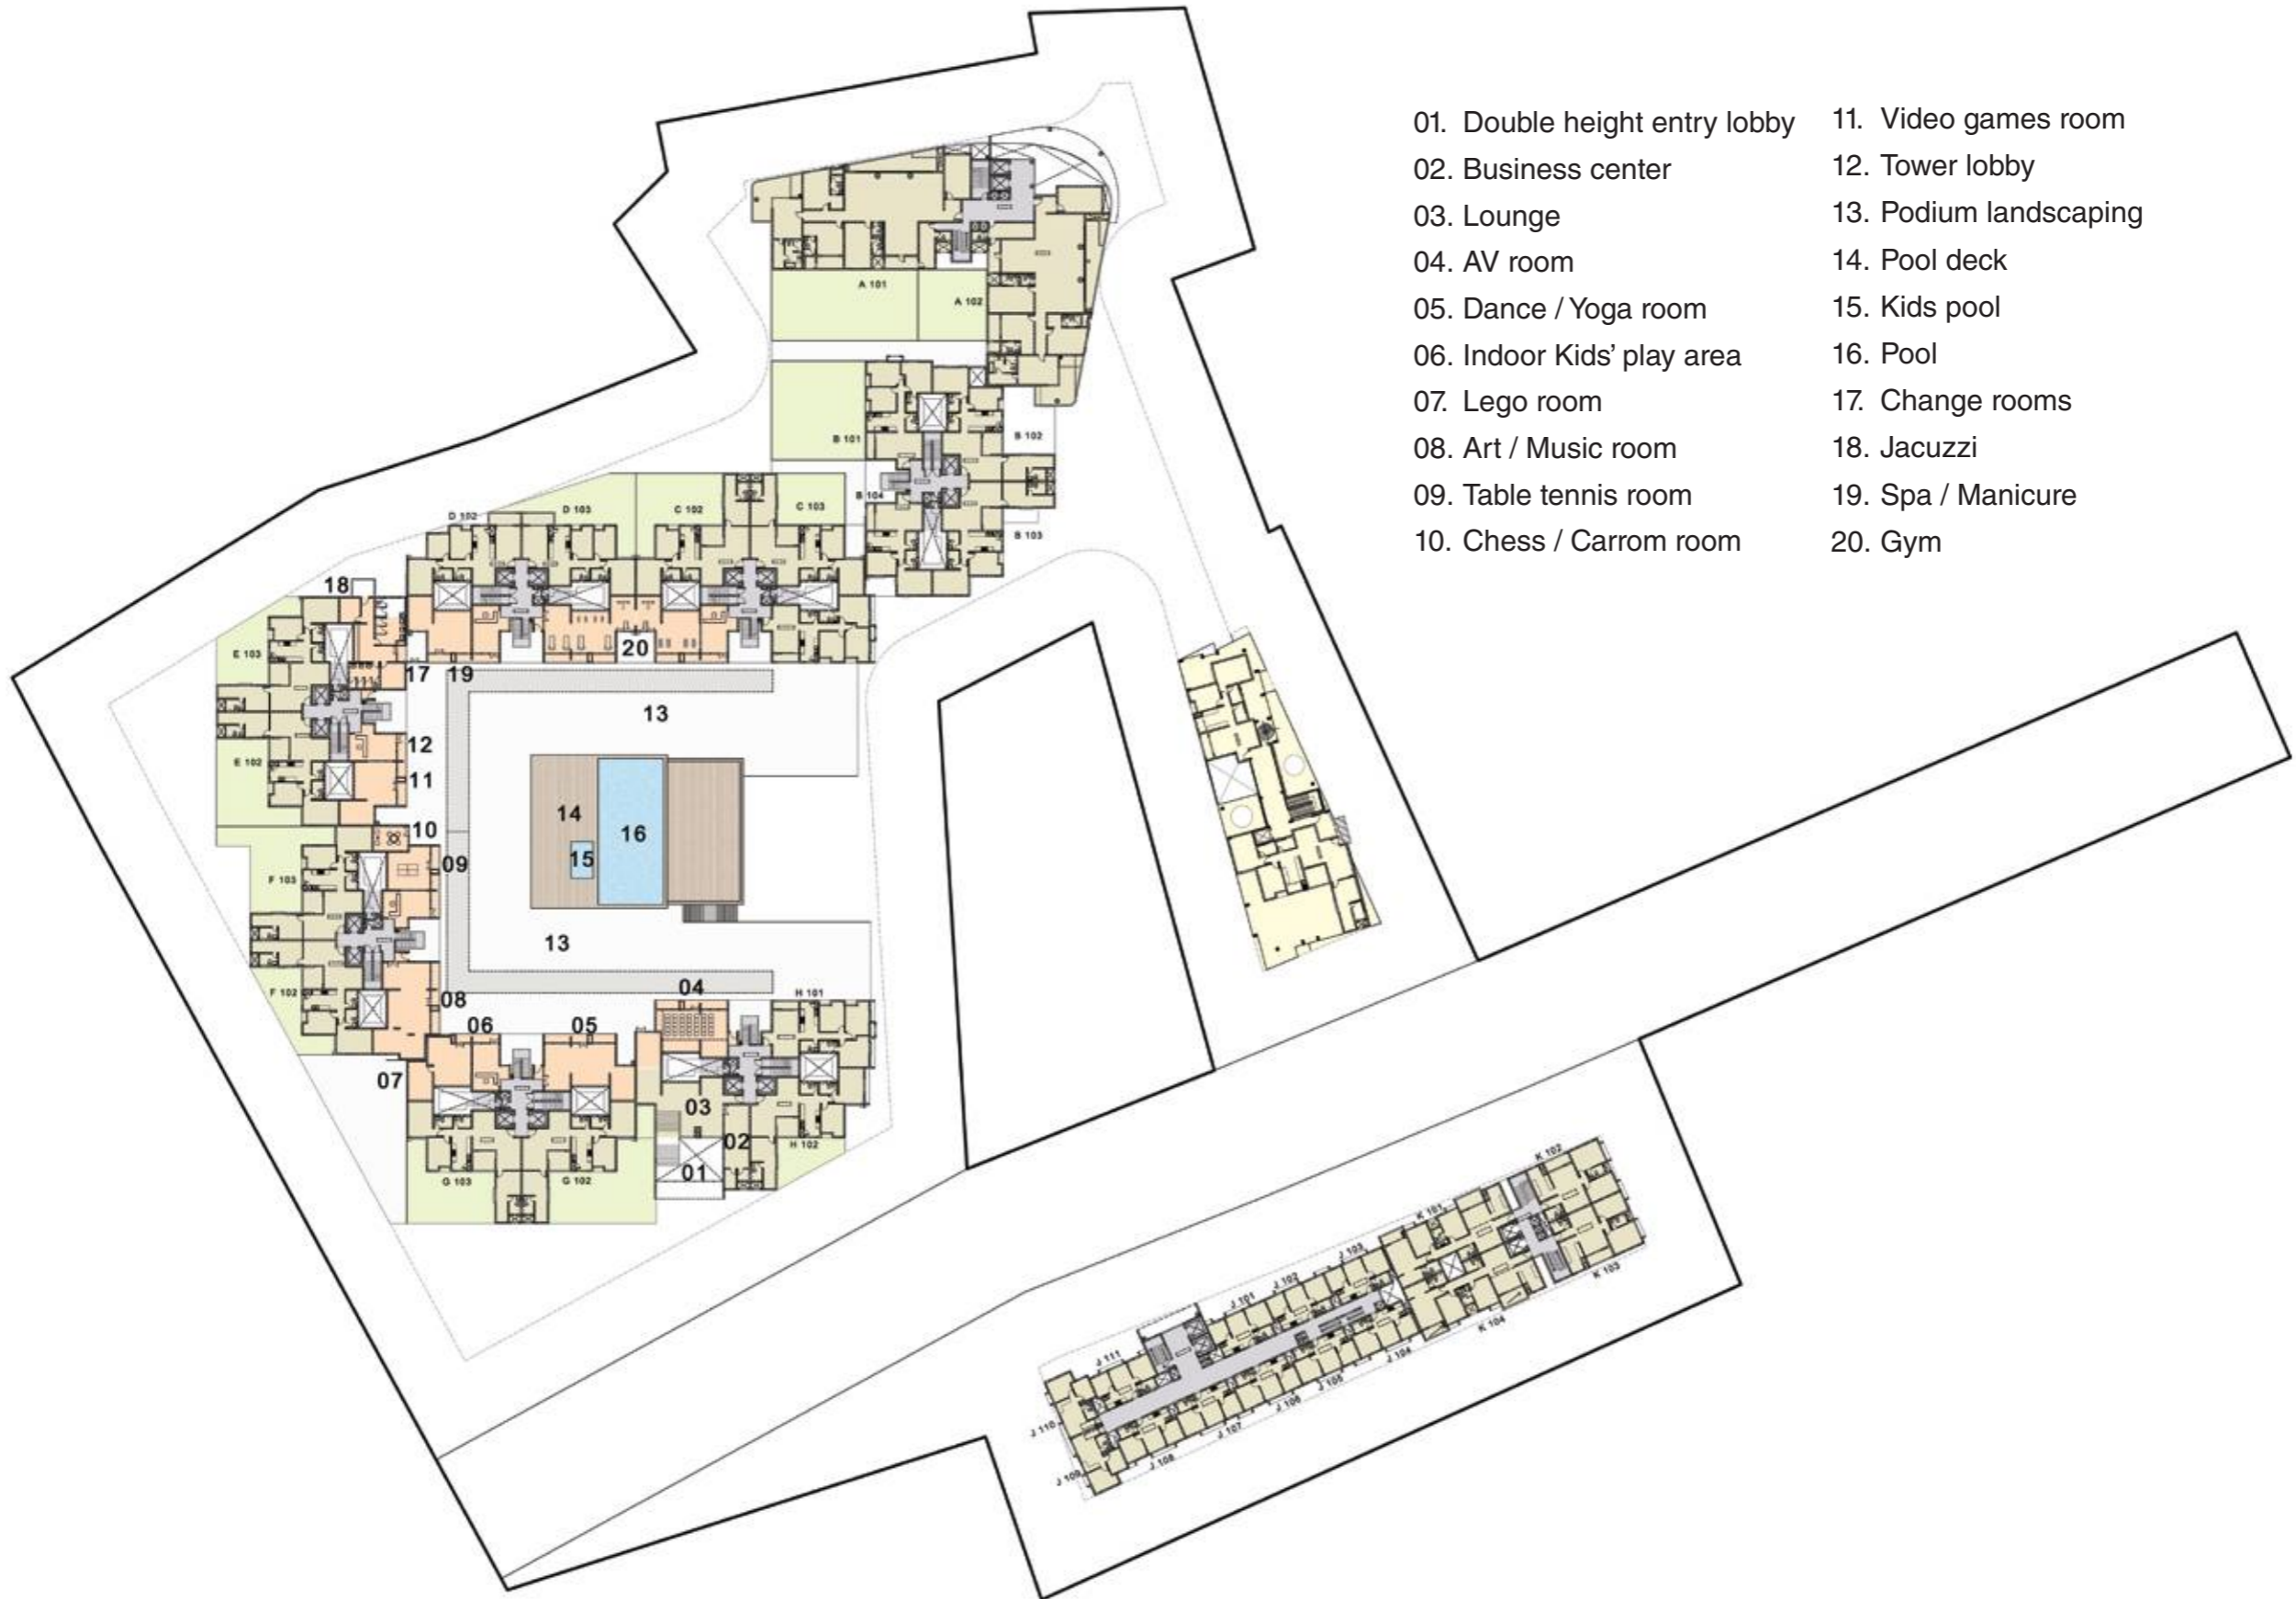 01. Double height entry lobby
02. Business center
03. Lounge
04. AV room
05. Dance / Yoga room
06. Indoor Kids’ play area
07. Lego room
08. Art / Music room
09. Table tennis room
10. Chess / Carrom room
11. Video games room
12. Tower lobby
13. Podium landscaping
14. Pool deck
15. Kids pool
16. Pool
17. Change rooms
18. Jacuzzi
19. Spa / Manicure
20. Gym
A 101
A 102
B 101
B 102
B 104
B 103
D 102
D 103
C 102
C 103
18
20
E 103
17
19
13
12
E 102
11
14
10
16
15
09
F 103
13
04
F 102
08
H 101
06
05
07
03
02
H 102
01
G 103
G 102
K 102
K 101
K 103
J 103
J 102
J 101
K 104
J 111
J 104
J 105
J 106
J 110
J 107
J 108
J 109